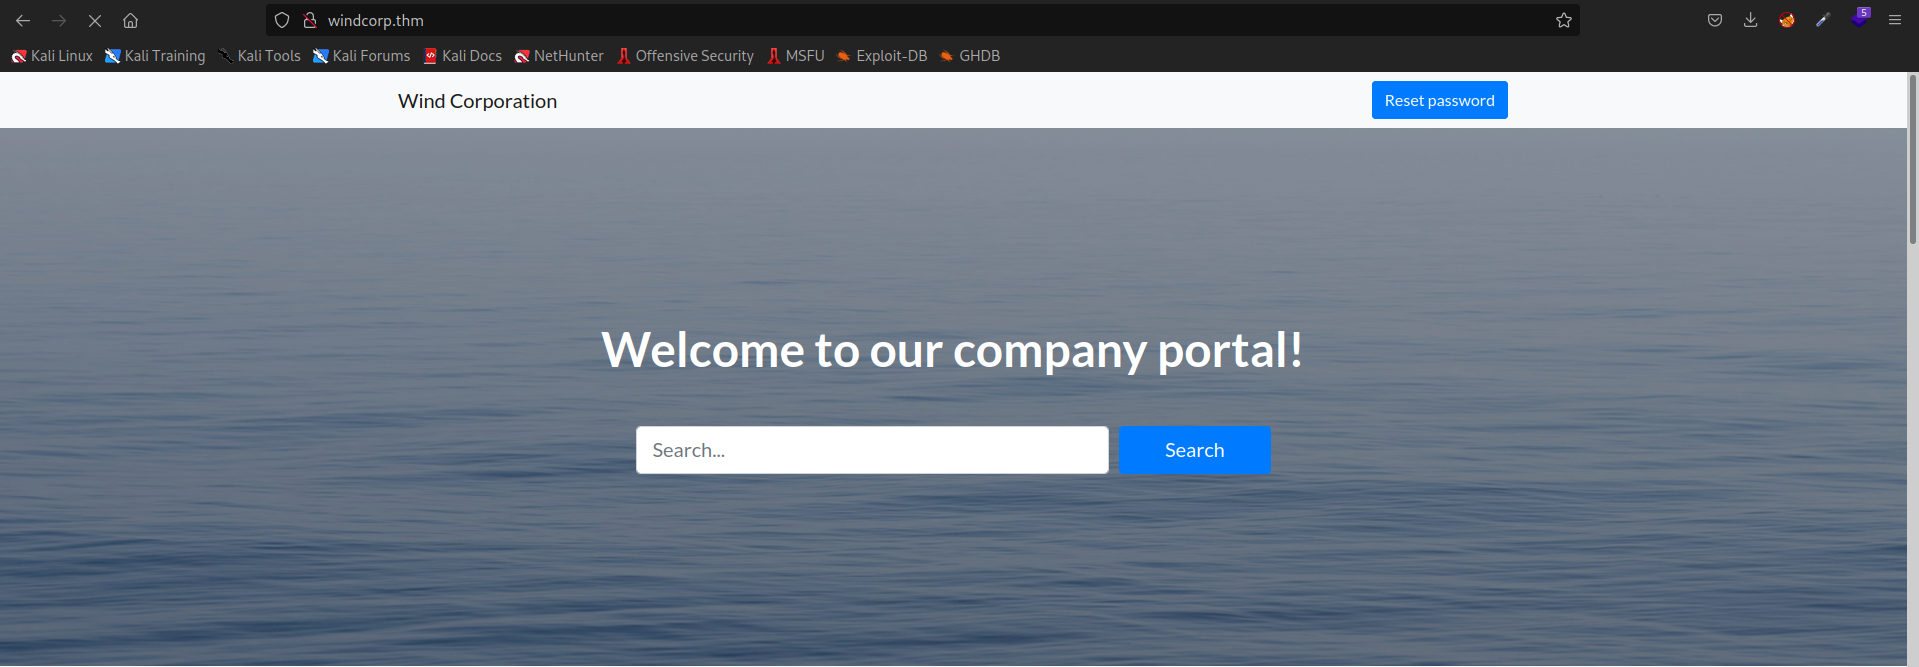 windcorp.thm
5
Kali Linux Kali Training Kali Tools Kali Forums Kali Docs NetHunter Offensive Security MSFU Exploit-DB GHDB
Wind Corporation Reset password
Welcome to our company portal!
Search... Search